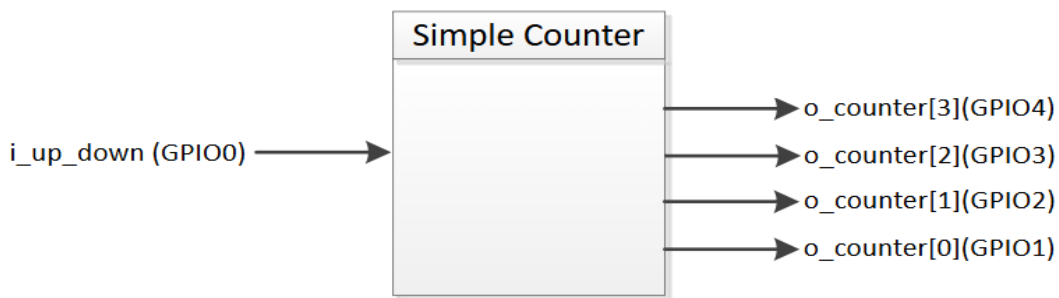 Simple Counter
i_up_down (GPIO0)
o_counter[3](GPIO4)
o_counter[2](GPIO3)
o_counter[1](GPIO2)
o_counter[0](GPIO1)